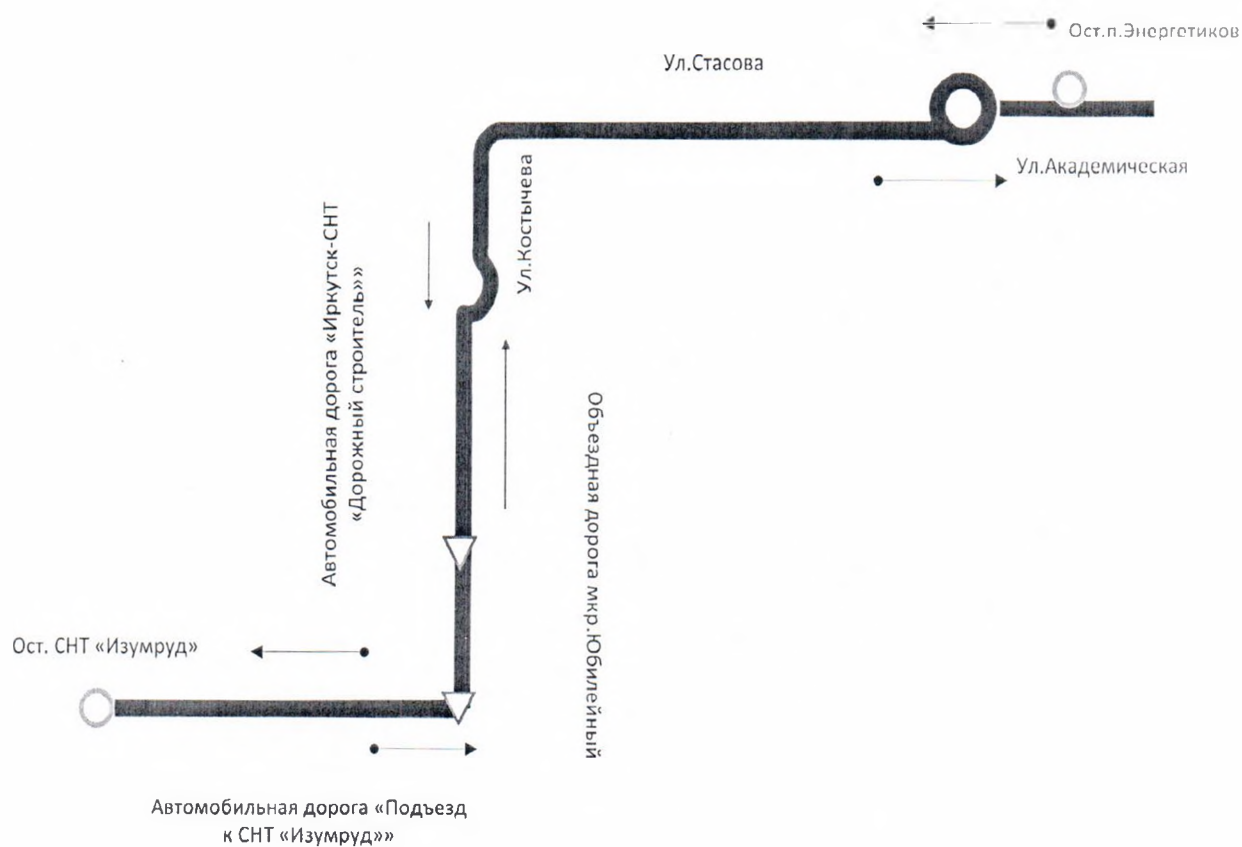 Ост.п.Энергетиков
Ул.Стасова
Ул.Академическая
Ул.Костычева
Автомобильная дорога «Иркутск-СНТ
«Дорожный строитель»»
Объездная дорога мкр.Юбилейный
Ост. СНТ «Изумруд»
Автомобильная дорога «Подъезд
к СНТ «Изумруд»»